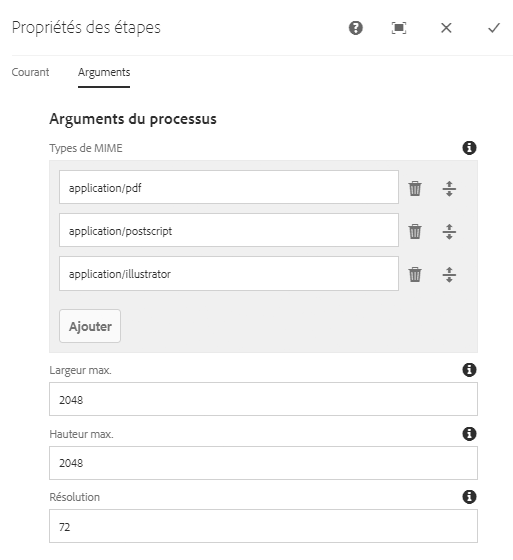 Propriétés des étapes
Courant
Arguments
Arguments du processus
Types de MIME
application/pdf
application/postscript
application/illustrator
Ajouter
Largeur max.
2048
Hauteur max.
2048
Résolution
72